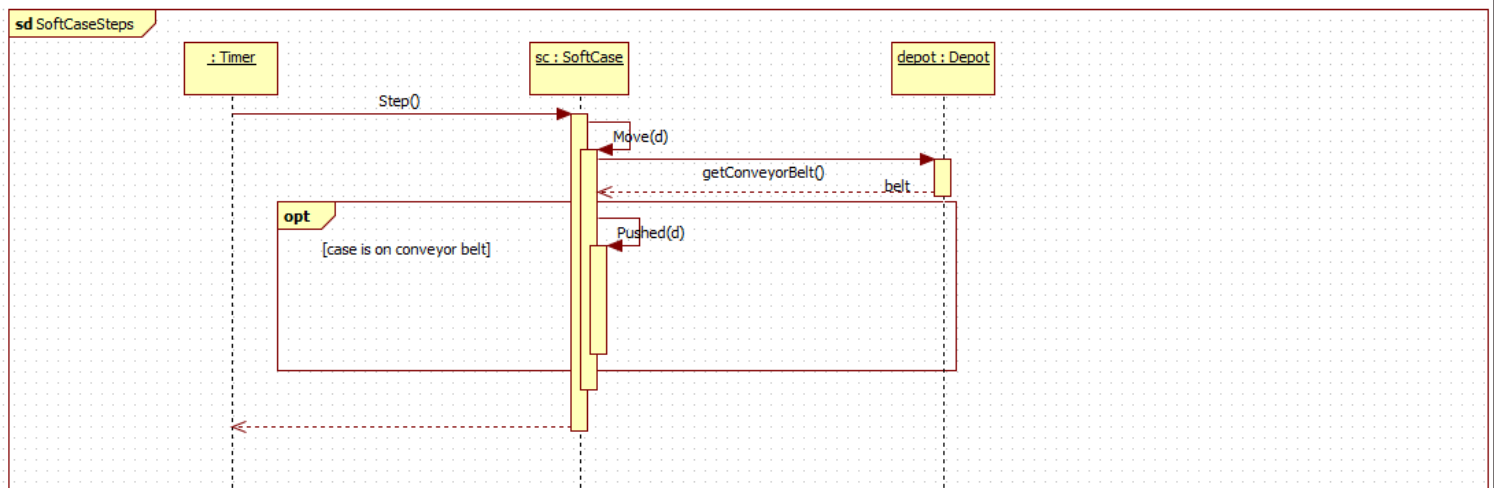 sd SoftCaseSteps
: Timer
sc : SoftCase
depot : Depot
Step()
Move(d)
getConveyorBelt()
belt
opt
Pushed(d)
[case is on conveyor belt]